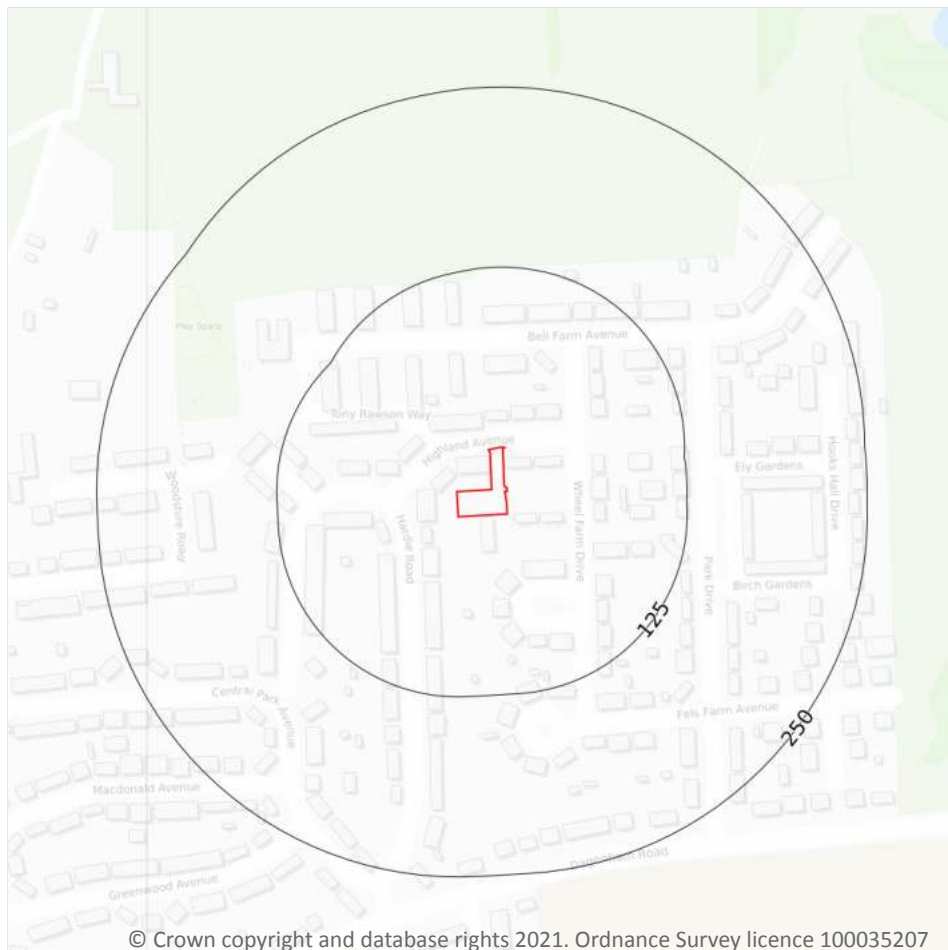 Bell Farm Avenue
Play Space
Tony Rawson Way
Highland Avenue
Ely Gardens
Hooks Hall Drive
Woodshire Road
Wheel Farm Drive
Hardie Road
Park Drive
Birch Gardens
125
Central Park Avenue
Fels Farm Avenue
250
Macdonald Avenue
Dagenham Road
Greenwood Avenue
© Crown copyright and database rights 2021. Ordnance Survey licence 100035207